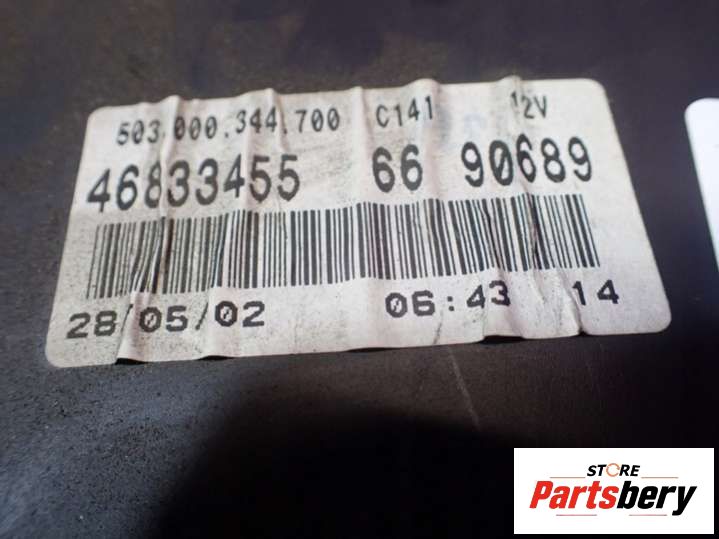 503.000.344.700 C141 12V
46833455 66 90689
28/05/02 06:43 14
STORE
Partsbery